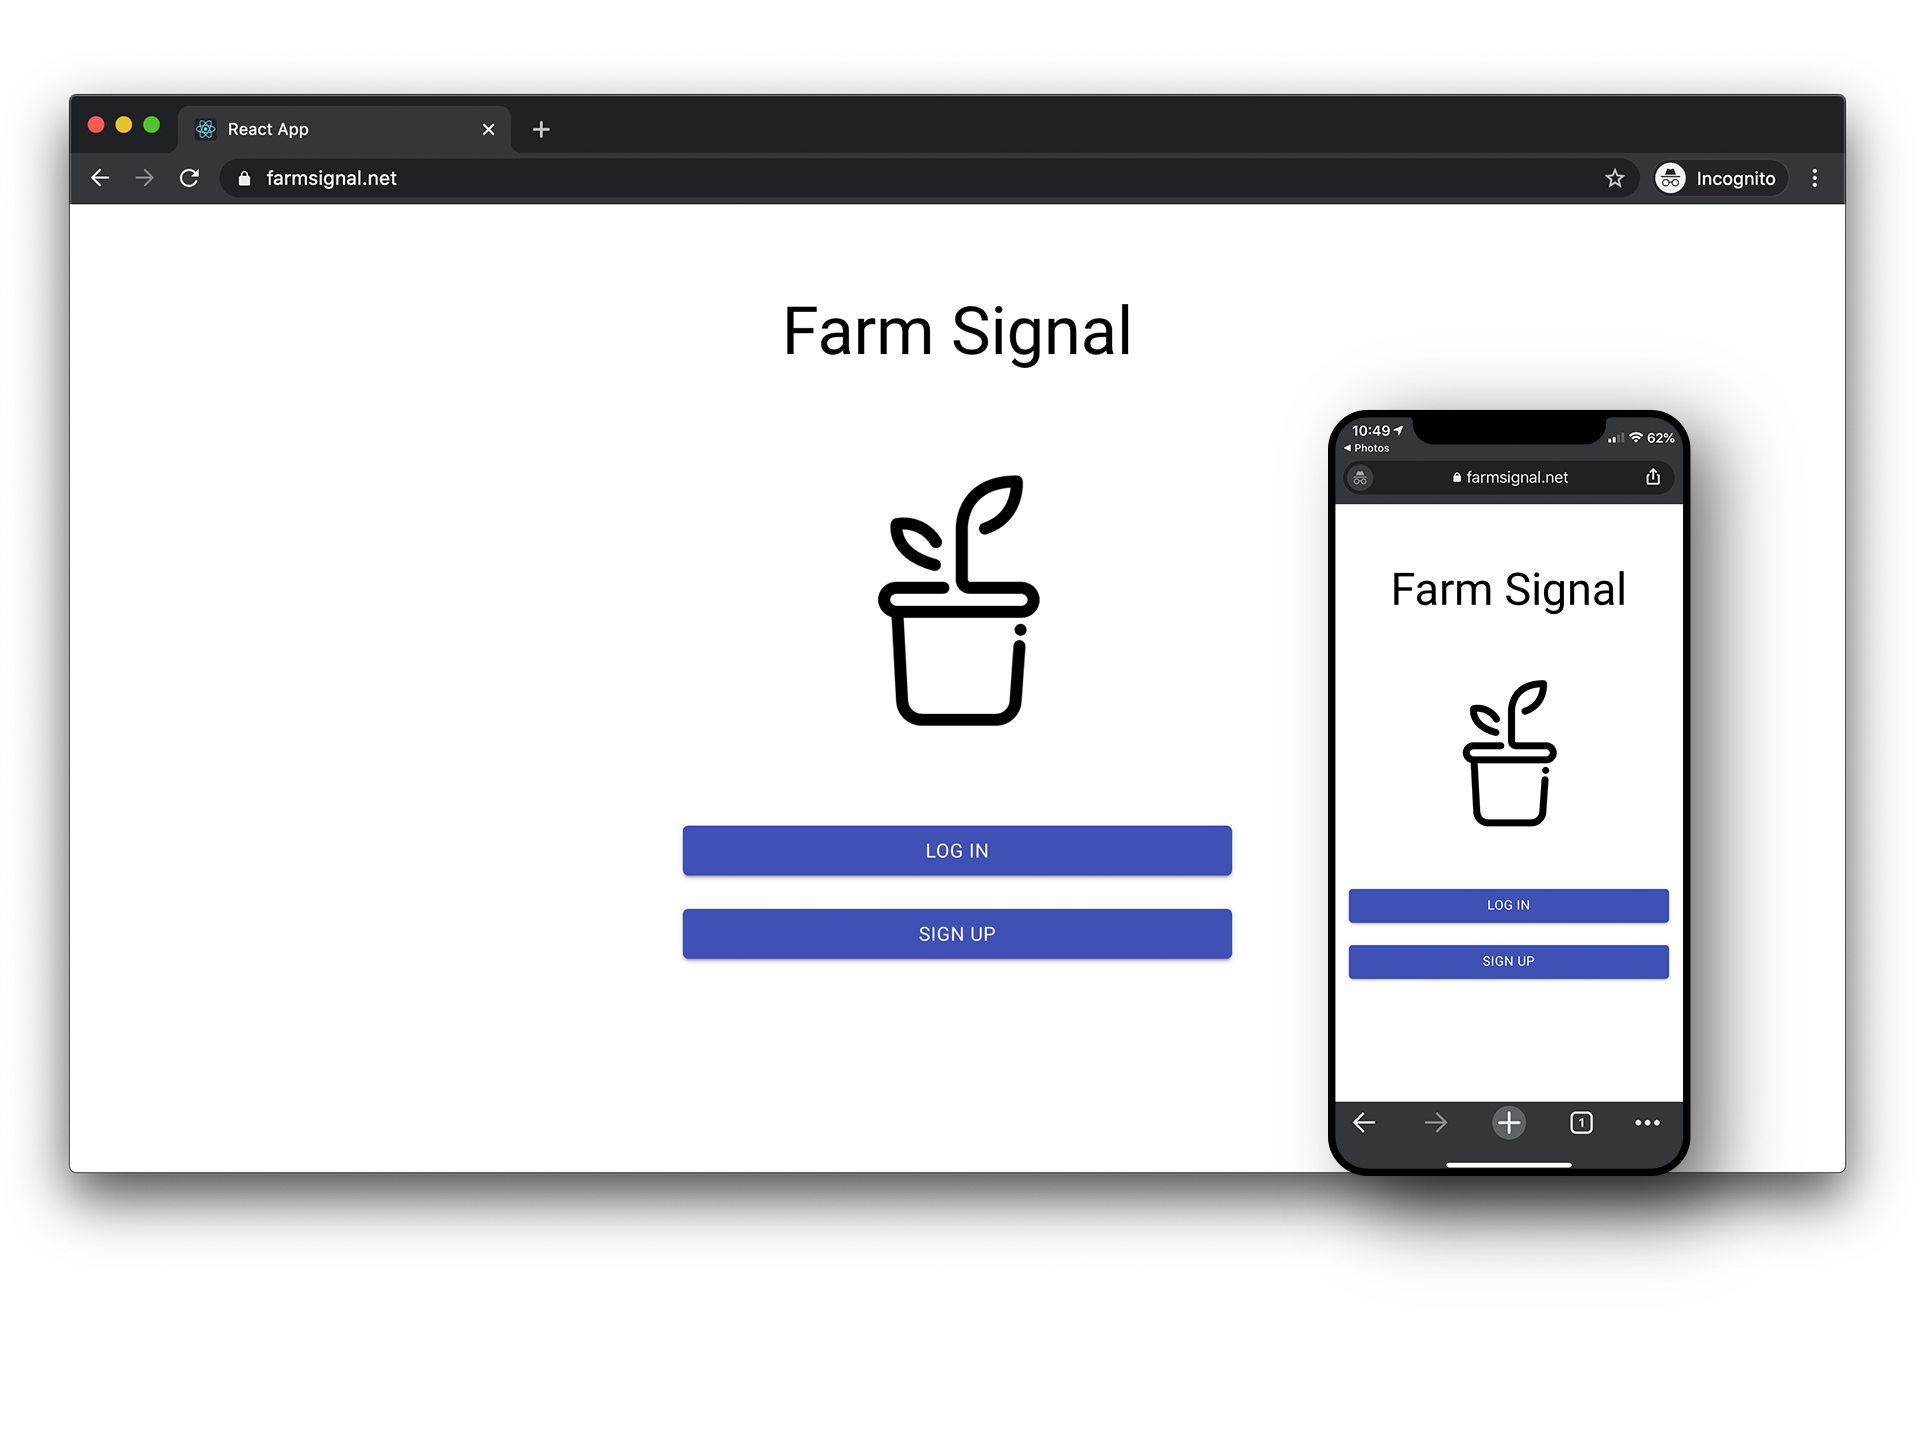 React App
farmsignal.net
Incognito
Farm Signal
LOG IN
SIGN UP
10:49
62%
◀ Photos
farmsignal.net
Farm Signal
LOG IN
SIGN UP
1